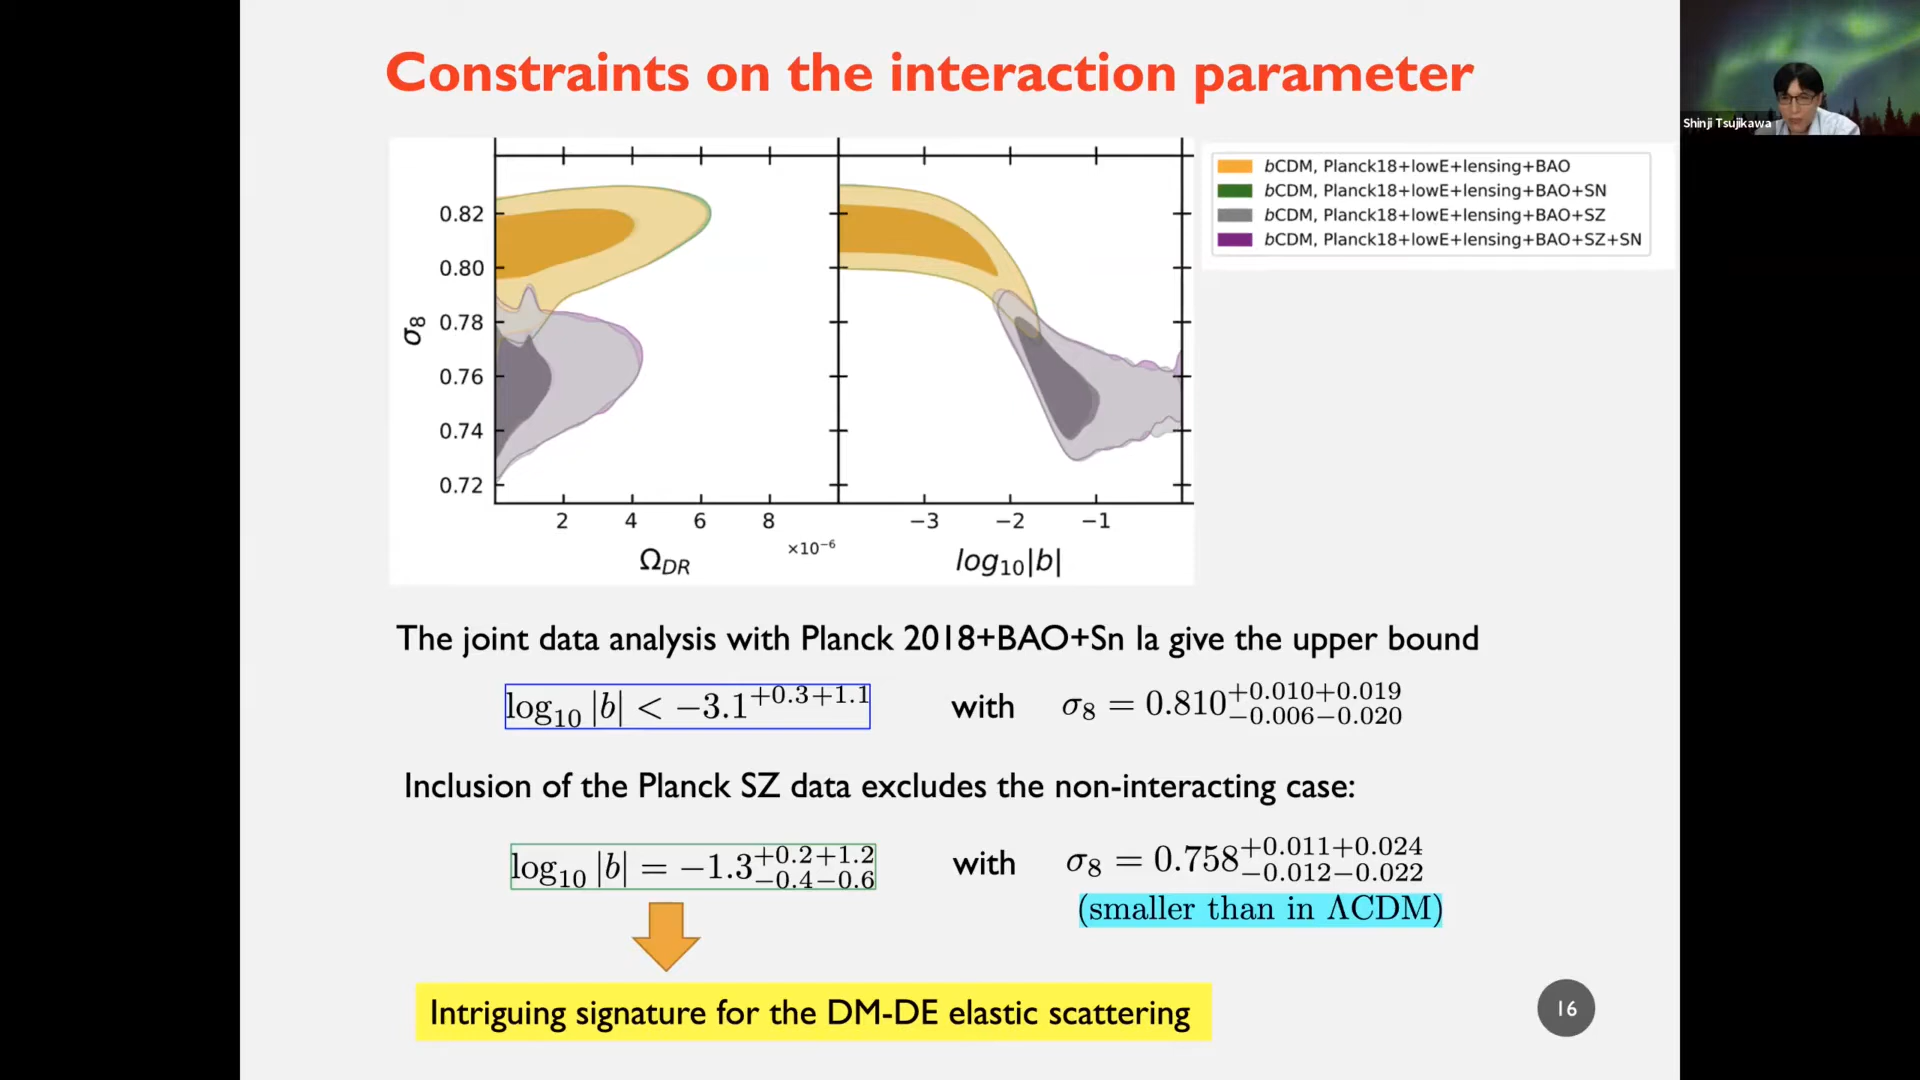 Constraints on the interaction parameter
Shinji Tsujikawa
bCDM, Planck18+lowE+lensing+BAO
bCDM, Planck18+lowE+lensing+BAO+SN
bCDM, Planck18+lowE+lensing+BAO+SZ
bCDM, Planck18+lowE+lensing+BAO+SZ+SN
σ₈
0.82
0.80
0.78
0.76
0.74
0.72
2 4 6 8
×10⁻⁶
Ω_DR
−3 −2 −1
log₁₀|b|
The joint data analysis with Planck 2018+BAO+Sn Ia give the upper bound
log₁₀ |b| < −3.1^{+0.3+1.1} with σ₈ = 0.810^{+0.010+0.019}_{−0.006−0.020}
Inclusion of the Planck SZ data excludes the non-interacting case:
log₁₀ |b| = −1.3^{+0.2+1.2}_{−0.4−0.6} with σ₈ = 0.758^{+0.011+0.024}_{−0.012−0.022}
(smaller than in ΛCDM)
Intriguing signature for the DM-DE elastic scattering
16